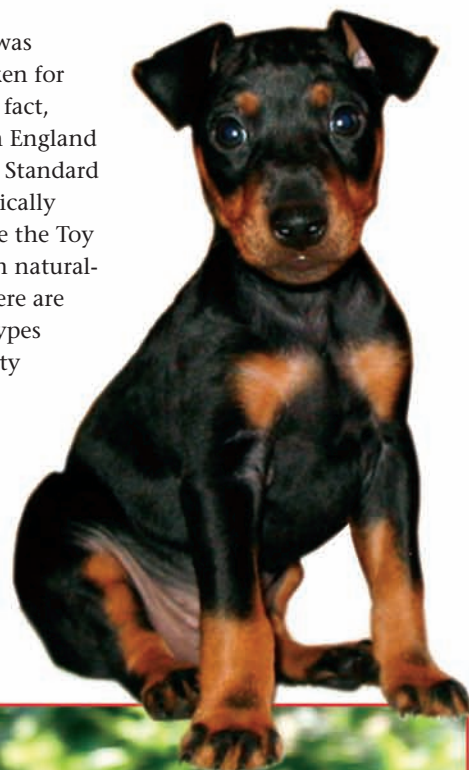 was
ken for
fact,
England
Standard
ically
e the Toy
n natural-
ere are
ypes
ty